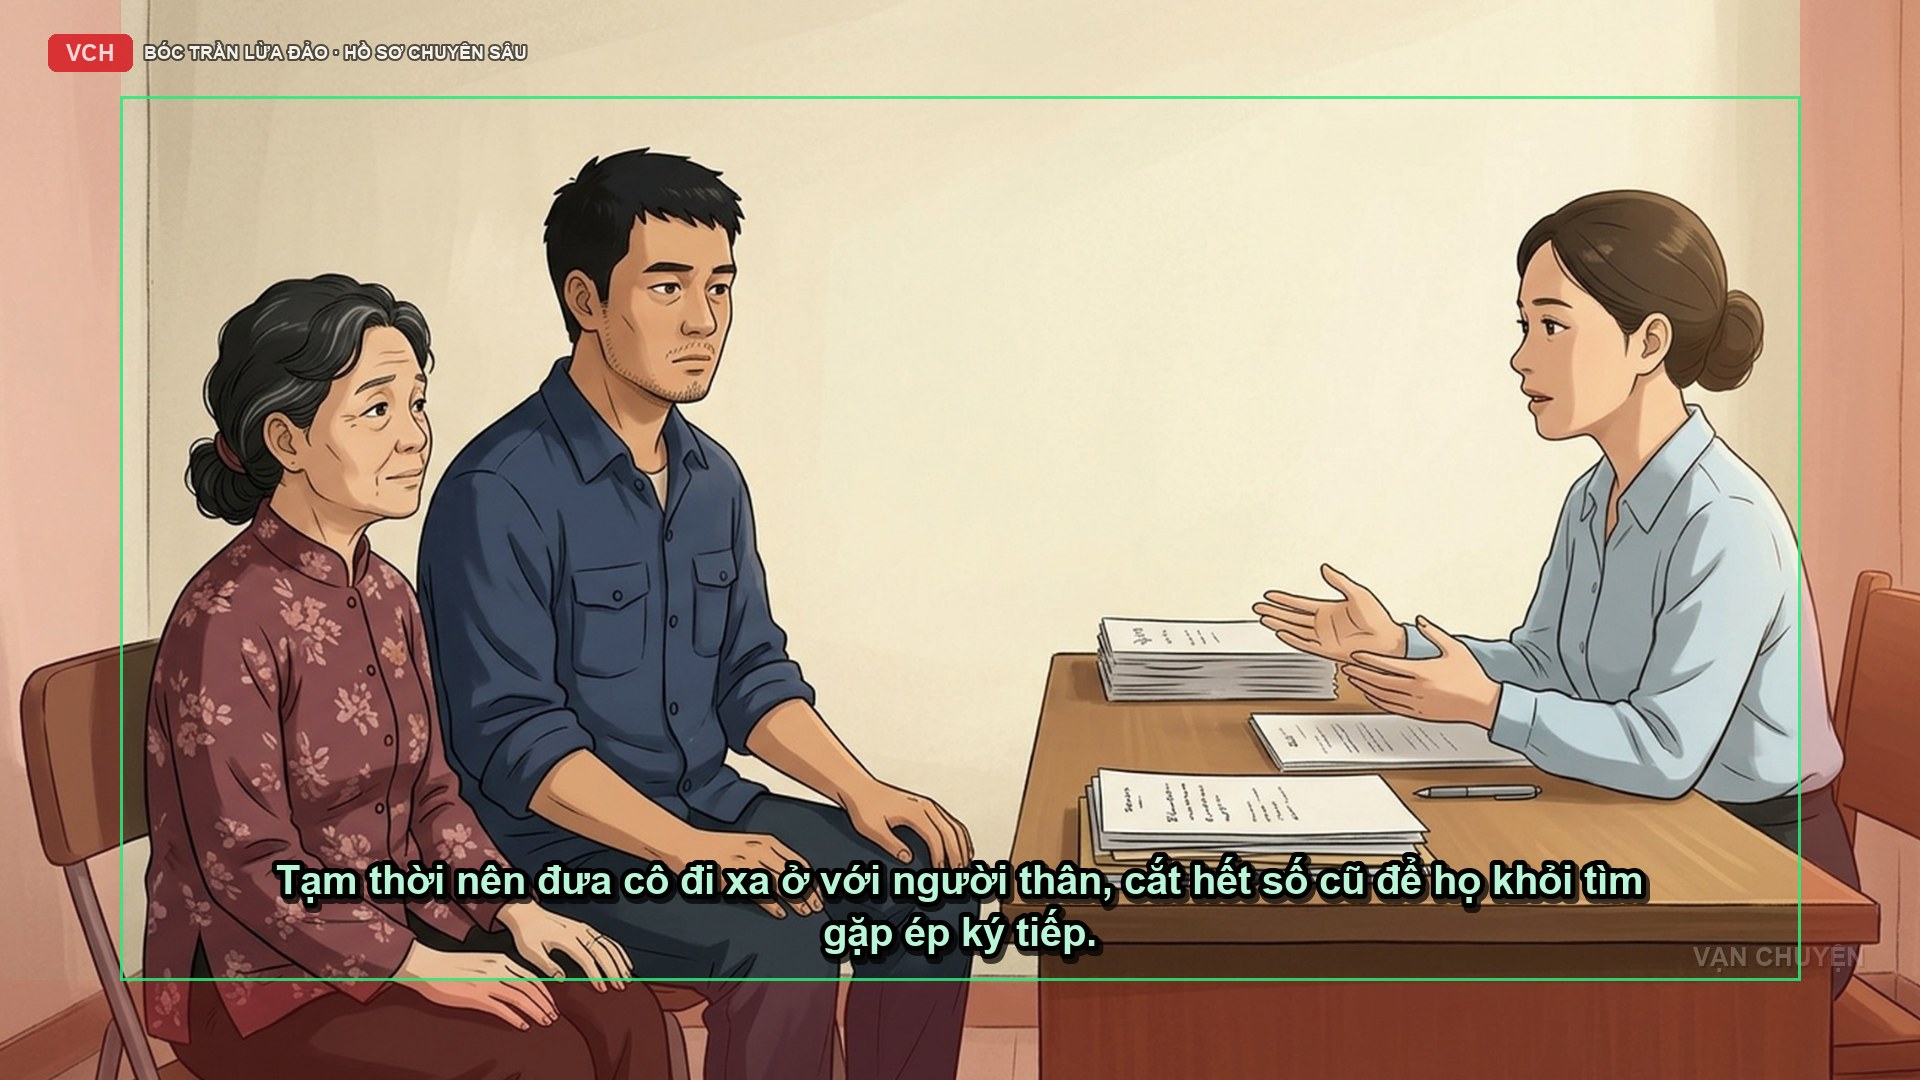 VCH BÓC TRẦN LỪA ĐẢO · HỒ SƠ CHUYÊN SÂU
Tạm thời nên đưa cô đi xa ở với người thân, cắt hết số cũ để họ khỏi tìm
gặp ép ký tiếp.
VẠN CHUYỆN